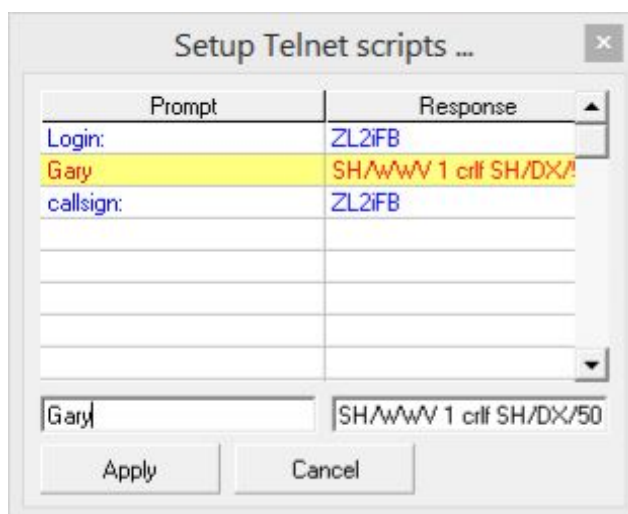 Setup Telnet scripts ...
Prompt Response
Login: ZL2iFB
Gary SH/WWV 1 crlf SH/DX/5
callsign: ZL2iFB
Gary SH/WWV 1 crlf SH/DX/50
Apply Cancel